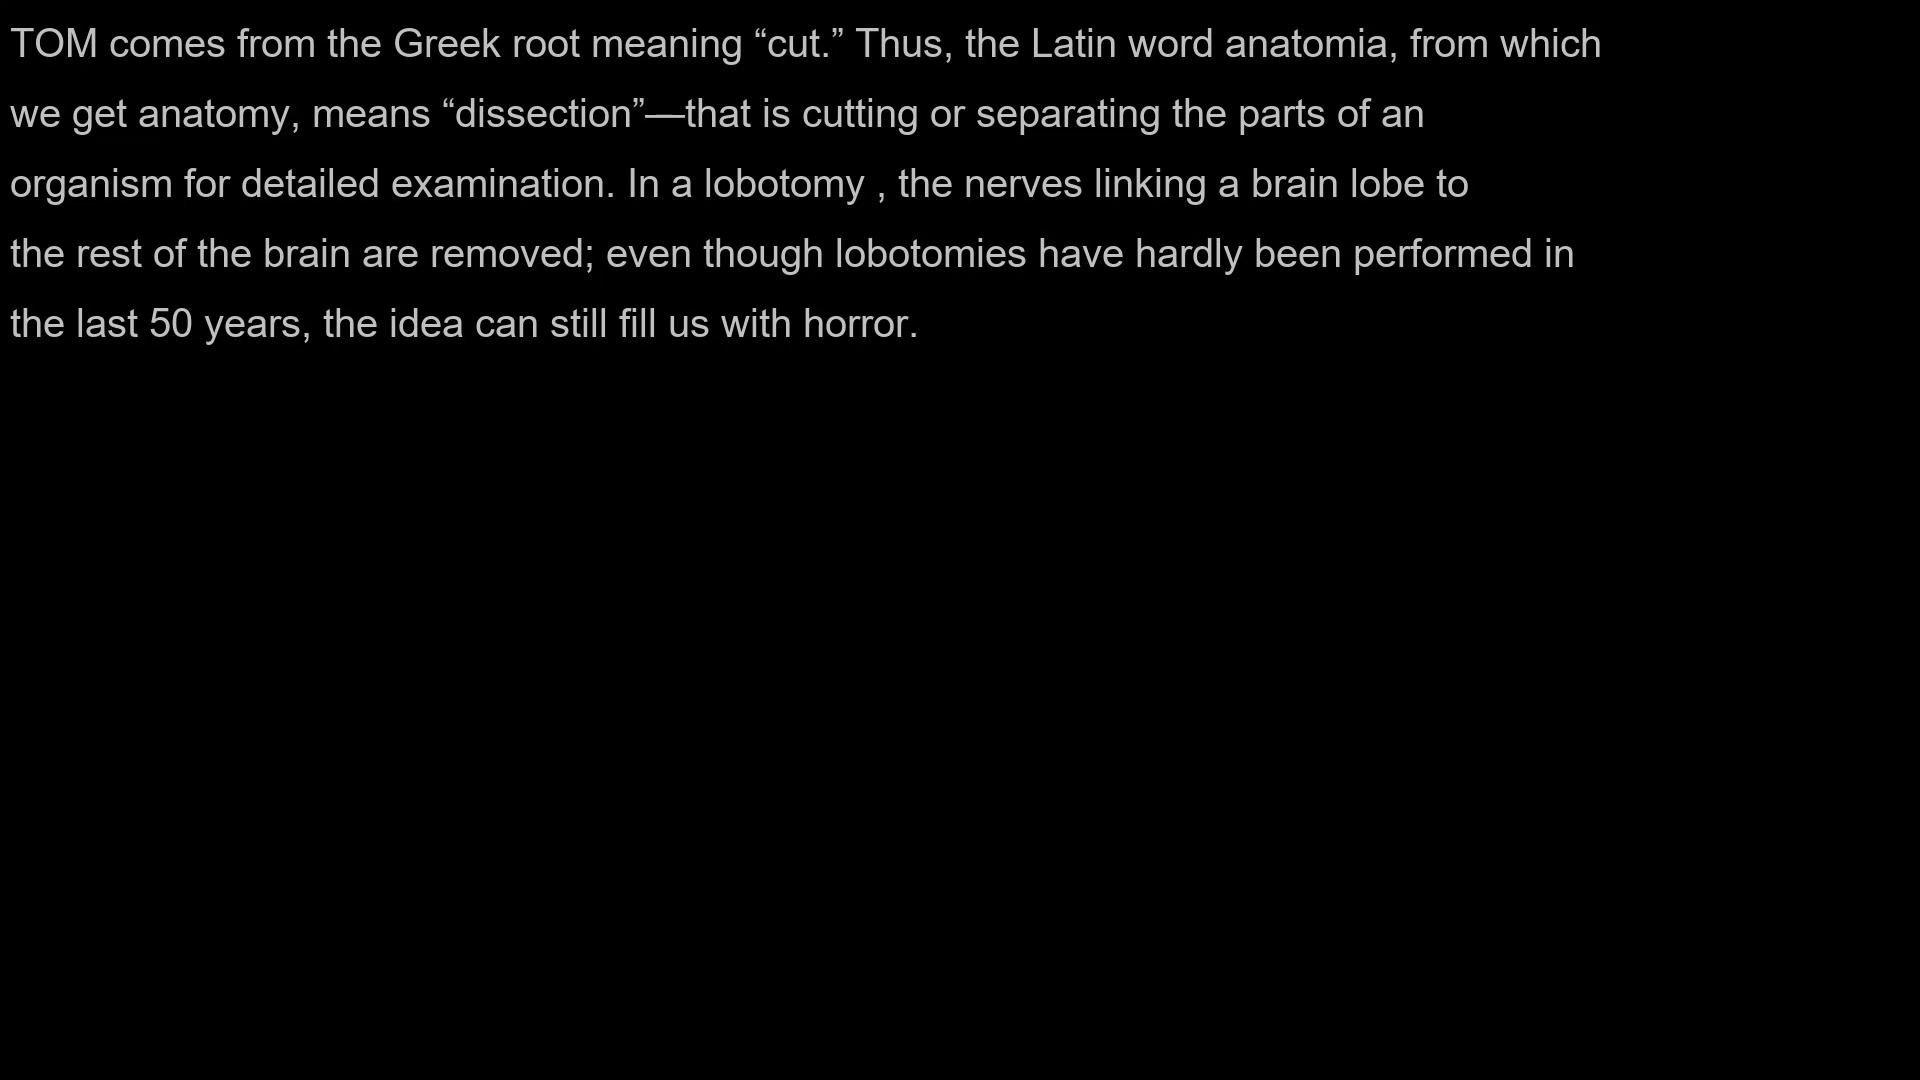 TOM comes from the Greek root meaning “cut.” Thus, the Latin word anatomia, from which
we get anatomy, means “dissection”—that is cutting or separating the parts of an
organism for detailed examination. In a lobotomy , the nerves linking a brain lobe to
the rest of the brain are removed; even though lobotomies have hardly been performed in
the last 50 years, the idea can still fill us with horror.